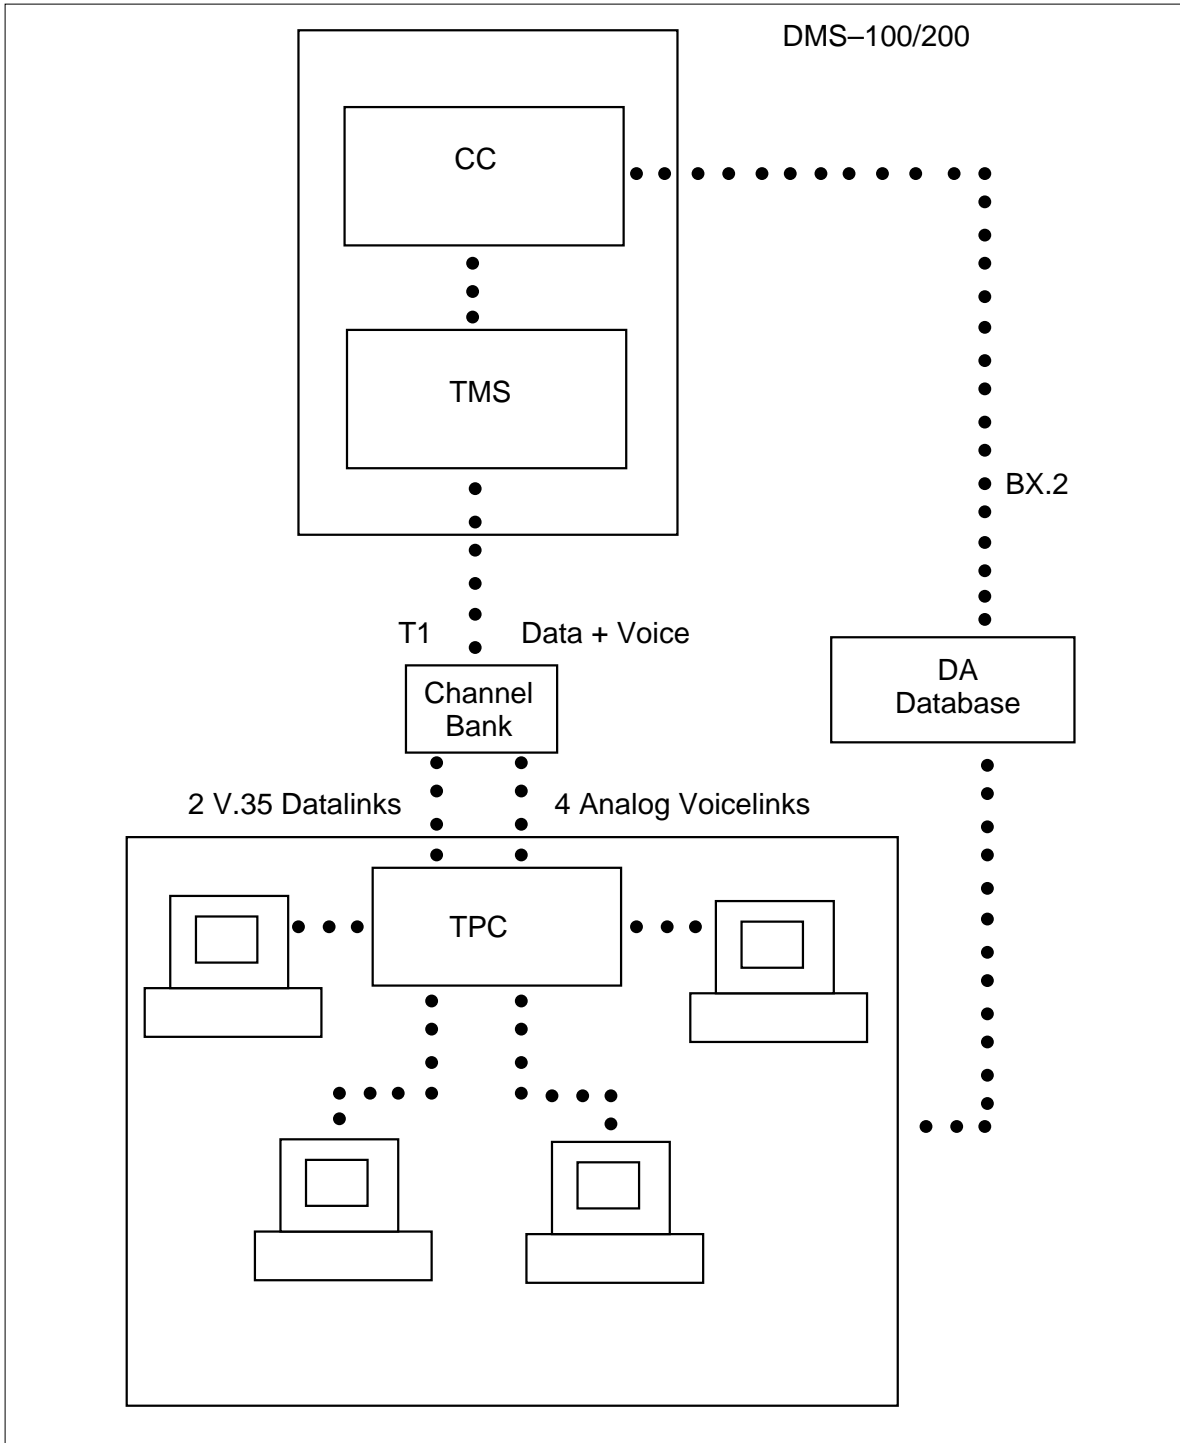 DMS–100/200
CC
TMS
BX.2
T1
Data + Voice
DA
Database
Channel
Bank
2 V.35 Datalinks
4 Analog Voicelinks
TPC